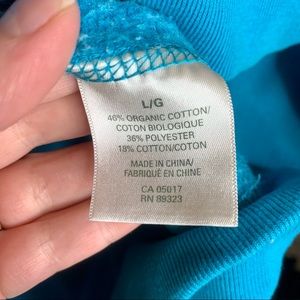 L/G
46% ORGANIC COTTON/
COTON BIOLOGIQUE
36% POLYESTER
18% COTTON/COTON
MADE IN CHINA/
FABRIQUÉ EN CHINE
CA 05017
RN 89323